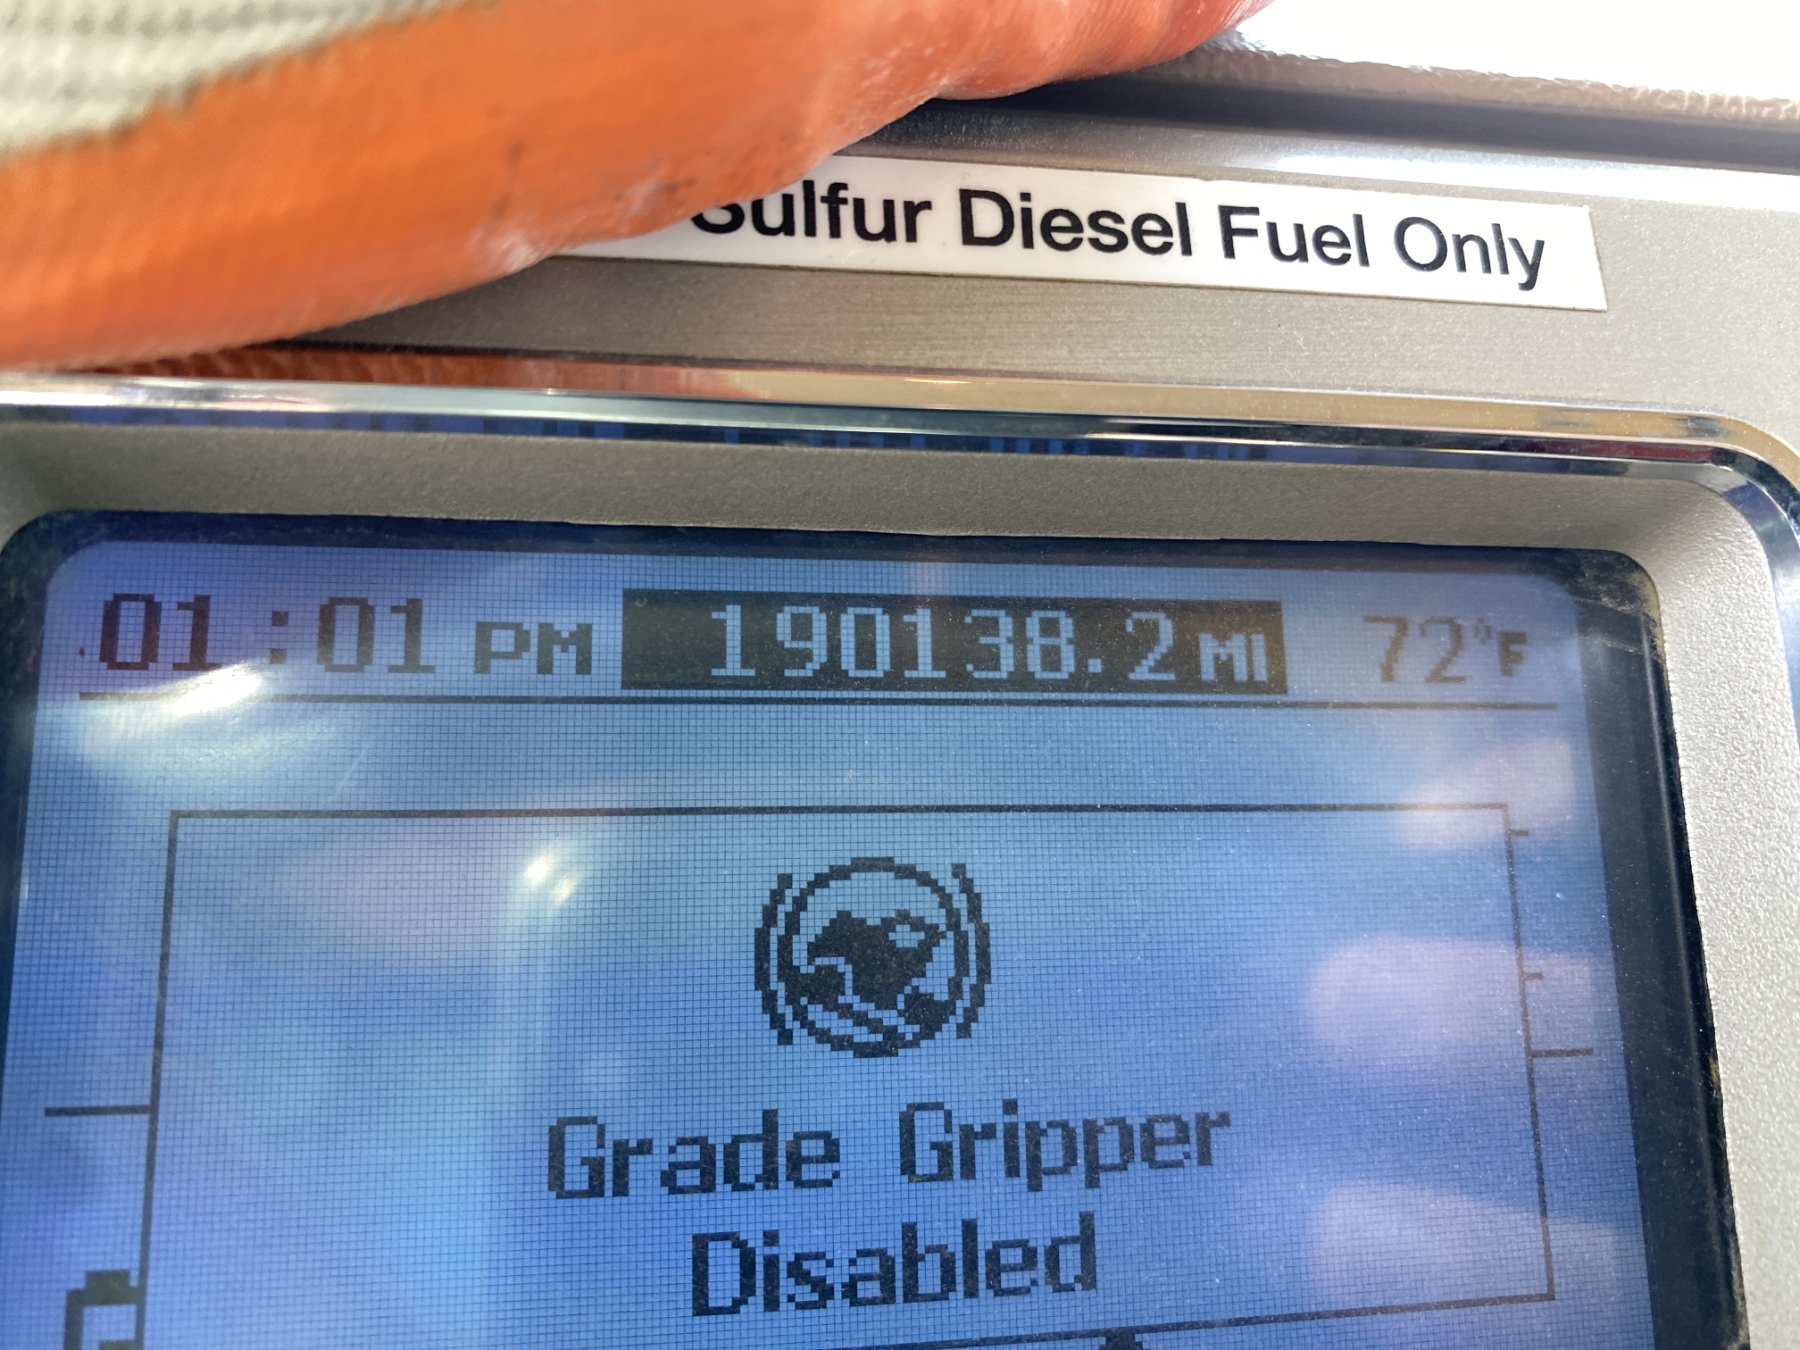 Sulfur Diesel Fuel Only
01:01 PM 190138.2 MI 72°F
Grade Gripper
Disabled